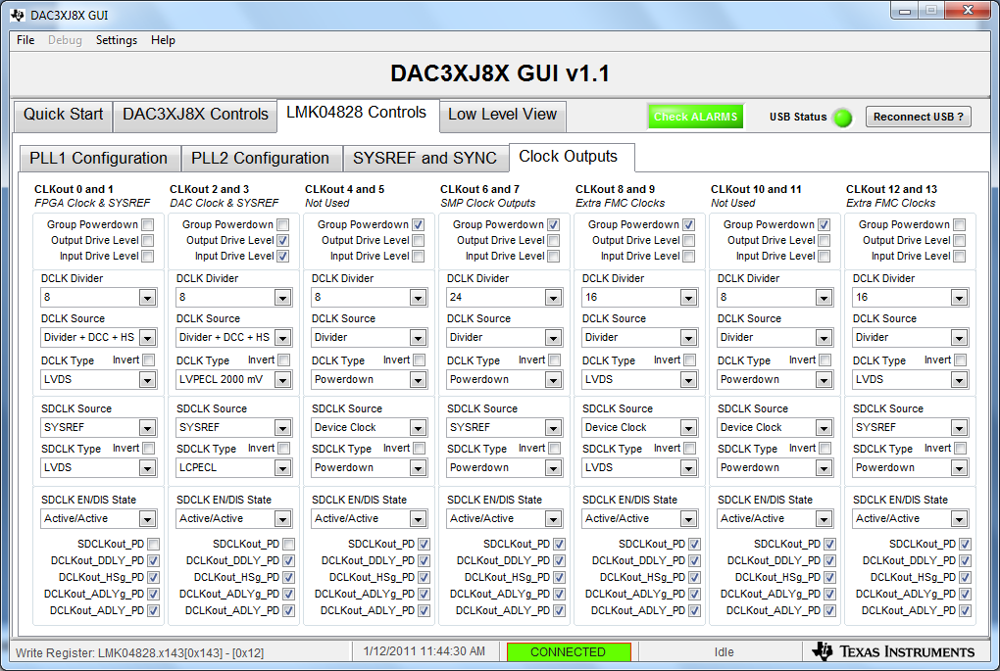 DAC3XJ8X GUI
File Debug Settings Help
DAC3XJ8X GUI v1.1
Quick Start DAC3XJ8X Controls LMK04828 Controls Low Level View Check ALARMS USB Status Reconnect USB ?
PLL1 Configuration PLL2 Configuration SYSREF and SYNC Clock Outputs
CLKout 0 and 1 CLKout 2 and 3 CLKout 4 and 5 CLKout 6 and 7 CLKout 8 and 9 CLKout 10 and 11 CLKout 12 and 13
FPGA Clock & SYSREF DAC Clock & SYSREF Not Used SMP Clock Outputs Extra FMC Clocks Not Used Extra FMC Clocks
Group Powerdown Group Powerdown Group Powerdown Group Powerdown Group Powerdown Group Powerdown Group Powerdown
Output Drive Level Output Drive Level Output Drive Level Output Drive Level Output Drive Level Output Drive Level Output Drive Level
Input Drive Level Input Drive Level Input Drive Level Input Drive Level Input Drive Level Input Drive Level Input Drive Level
DCLK Divider DCLK Divider DCLK Divider DCLK Divider DCLK Divider DCLK Divider DCLK Divider
8 8 8 24 16 8 16
DCLK Source DCLK Source DCLK Source DCLK Source DCLK Source DCLK Source DCLK Source
Divider + DCC + HS Divider + DCC + HS Divider Divider Divider Divider Divider
DCLK Type Invert DCLK Type Invert DCLK Type Invert DCLK Type Invert DCLK Type Invert DCLK Type Invert DCLK Type Invert
LVDS LVPECL 2000 mV Powerdown Powerdown LVDS Powerdown LVDS
SDCLK Source SDCLK Source SDCLK Source SDCLK Source SDCLK Source SDCLK Source SDCLK Source
SYSREF SYSREF Device Clock SYSREF Device Clock Device Clock SYSREF
SDCLK Type Invert SDCLK Type Invert SDCLK Type Invert SDCLK Type Invert SDCLK Type Invert SDCLK Type Invert SDCLK Type Invert
LVDS LCPECL Powerdown Powerdown LVDS Powerdown Powerdown
SDCLK EN/DIS State SDCLK EN/DIS State SDCLK EN/DIS State SDCLK EN/DIS State SDCLK EN/DIS State SDCLK EN/DIS State SDCLK EN/DIS State
Active/Active Active/Active Active/Active Active/Active Active/Active Active/Active Active/Active
SDCLKout_PD SDCLKout_PD SDCLKout_PD SDCLKout_PD SDCLKout_PD SDCLKout_PD SDCLKout_PD
DCLKout_DDLY_PD DCLKout_DDLY_PD DCLKout_DDLY_PD DCLKout_DDLY_PD DCLKout_DDLY_PD DCLKout_DDLY_PD DCLKout_DDLY_PD
DCLKout_HSg_PD DCLKout_HSg_PD DCLKout_HSg_PD DCLKout_HSg_PD DCLKout_HSg_PD DCLKout_HSg_PD DCLKout_HSg_PD
DCLKout_ADLYg_PD DCLKout_ADLYg_PD DCLKout_ADLYg_PD DCLKout_ADLYg_PD DCLKout_ADLYg_PD DCLKout_ADLYg_PD DCLKout_ADLYg_PD
DCLKout_ADLY_PD DCLKout_ADLY_PD DCLKout_ADLY_PD DCLKout_ADLY_PD DCLKout_ADLY_PD DCLKout_ADLY_PD DCLKout_ADLY_PD
Write Register: LMK04828.x143[0x143] - [0x12] 1/12/2011 11:44:30 AM CONNECTED Idle TEXAS INSTRUMENTS